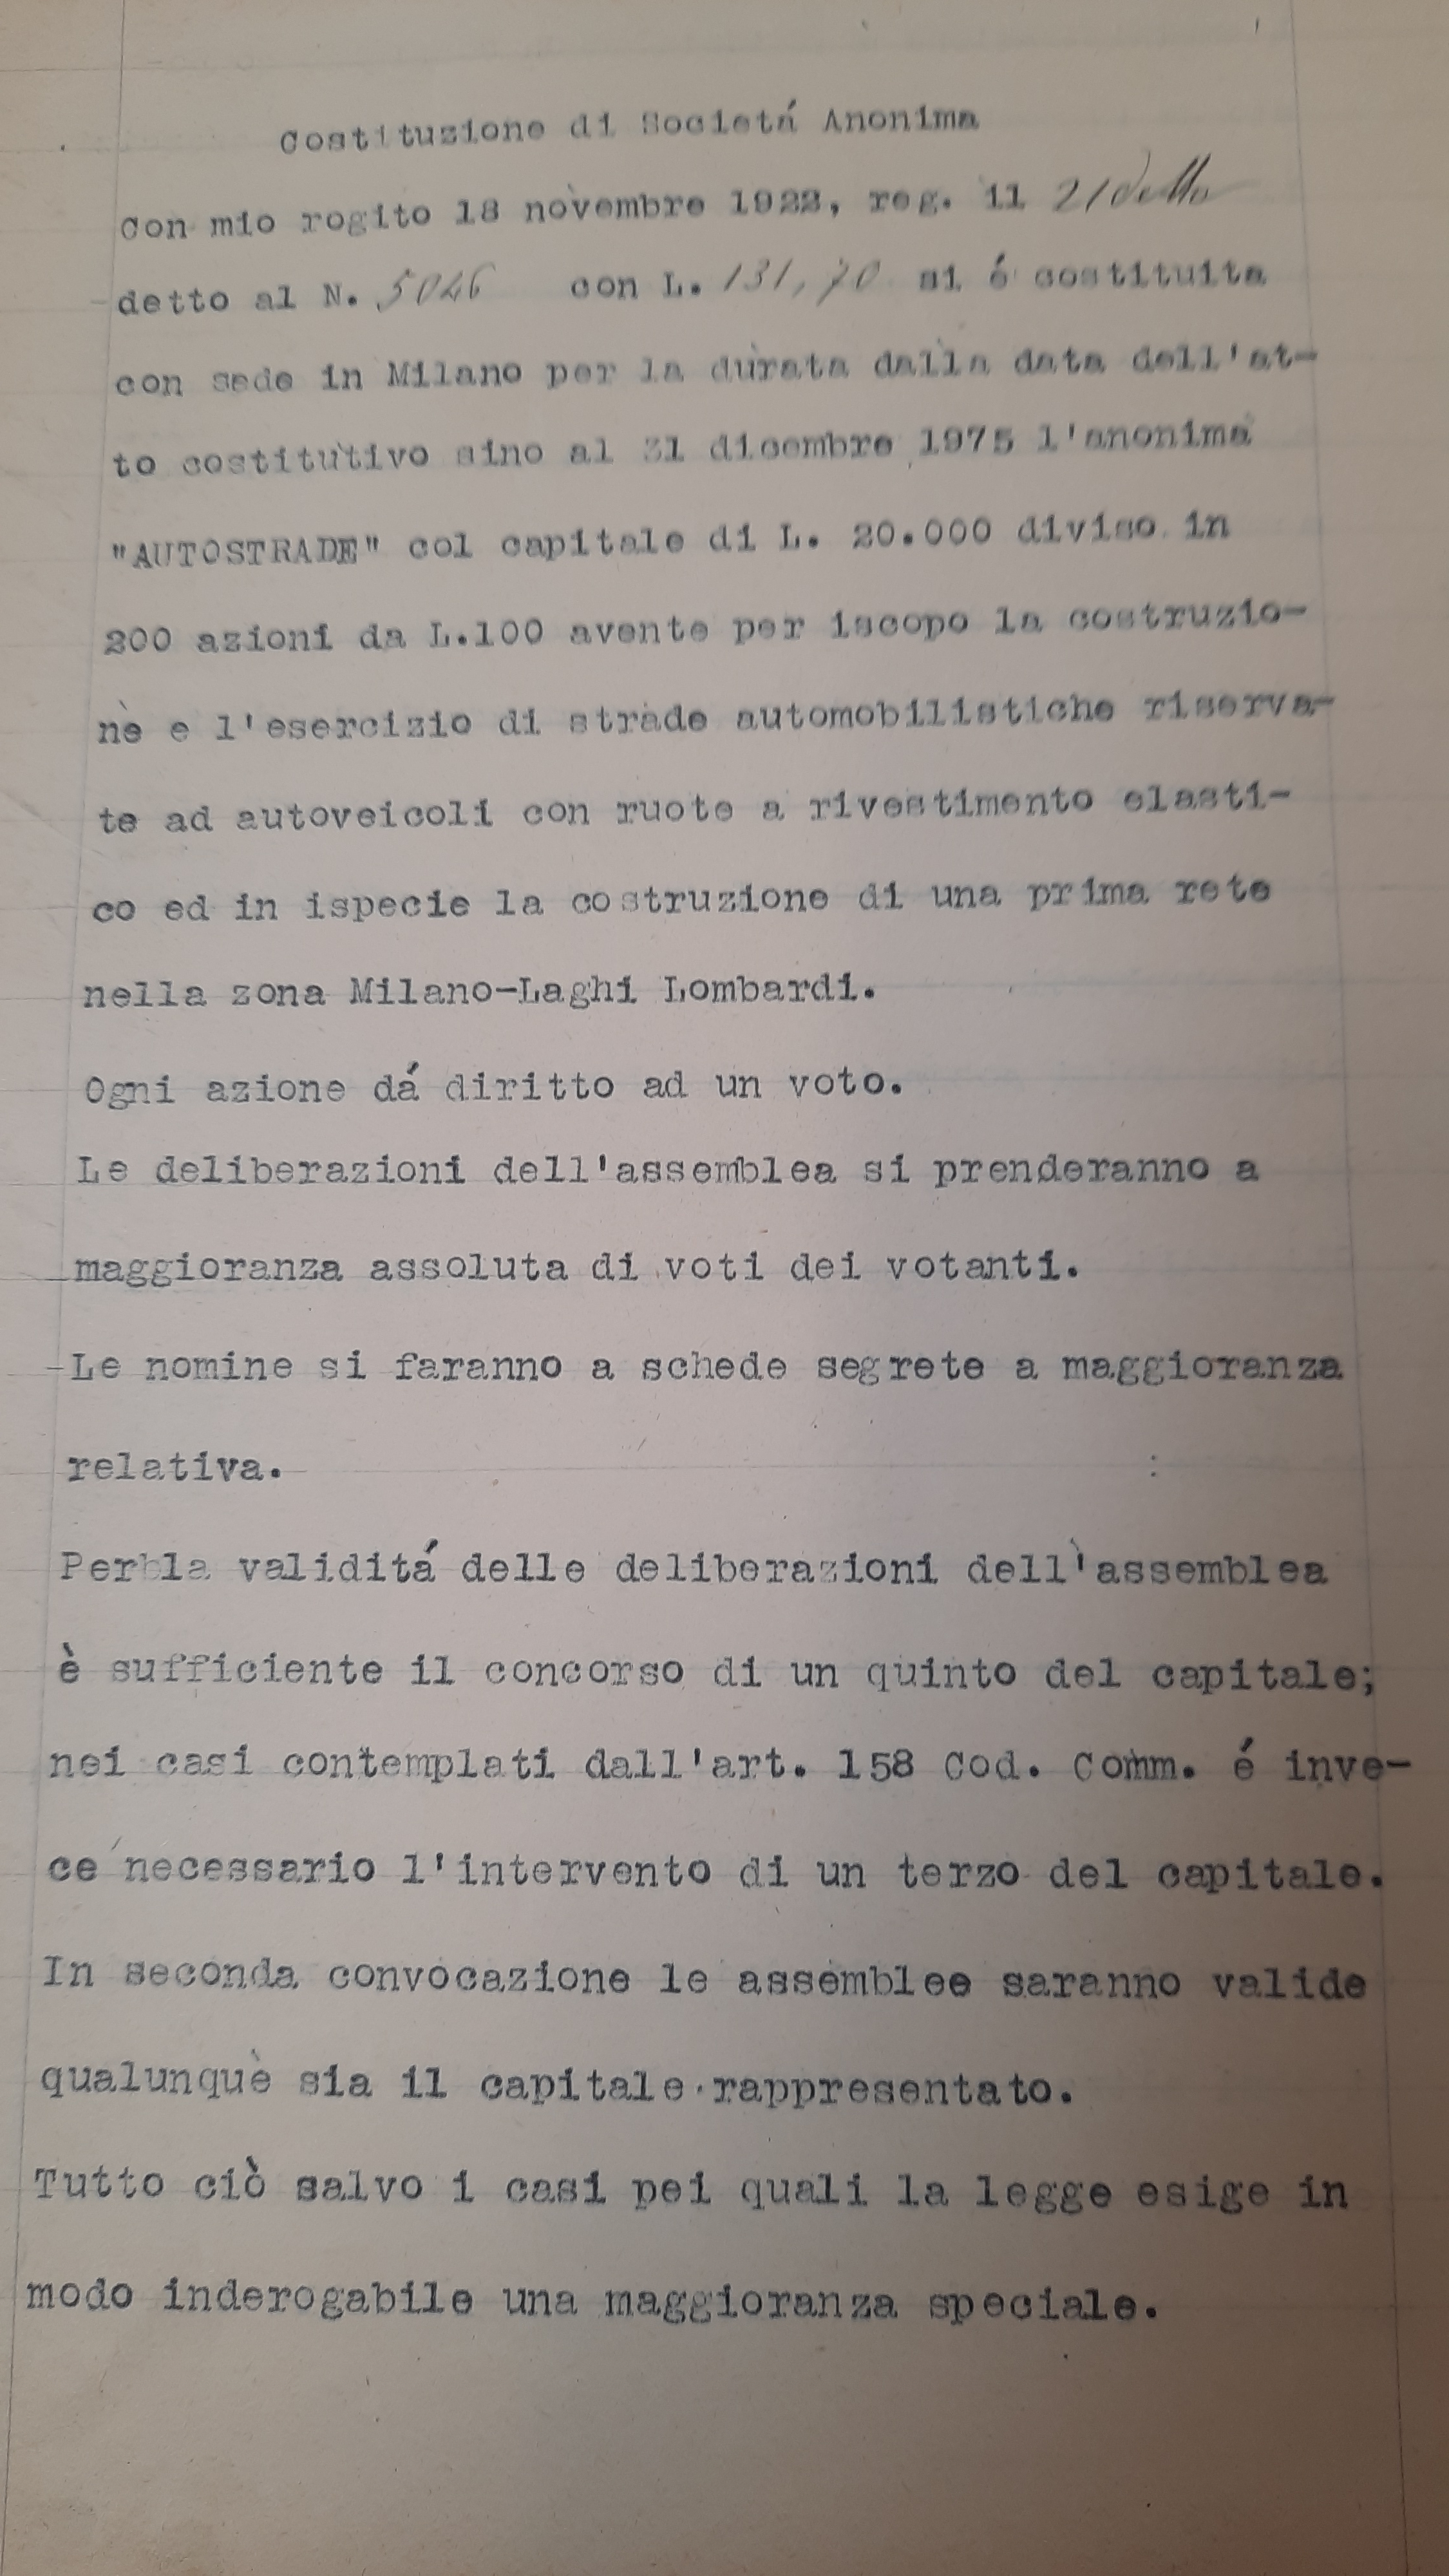 Costituzione di Societá Anonima
Con mio rogito 18 novembre 1922, reg. il 21 detto
detto al N. 5046 con L. 131,70 si é costituita
con sede in Milano per la durata dalla data dell'at-
to costitutivo sino al 31 dicembre 1975 l'anonima
"AUTOSTRADE" col capitale di L. 20.000 diviso in
200 azioni da L.100 avente per iscopo la costruzio-
ne e l'esercizio di strade automobilistiche riserva-
te ad autoveicoli con ruote a rivestimento elasti-
co ed in ispecie la costruzione di una prima rete
nella zona Milano-Laghi Lombardi.
Ogni azione dá diritto ad un voto.
Le deliberazioni dell'assemblea si prenderanno a
maggioranza assoluta di voti dei votanti.
Le nomine si faranno a schede segrete a maggioranza
relativa.
Per la validitá delle deliberazioni dell'assemblea
è sufficiente il concorso di un quinto del capitale;
nei casi contemplati dall'art. 158 Cod. Comm. é inve-
ce necessario l'intervento di un terzo del capitale.
In seconda convocazione le assemblee saranno valide
qualunque sia il capitale rappresentato.
Tutto ciò salvo i casi pei quali la legge esige in
modo inderogabile una maggioranza speciale.